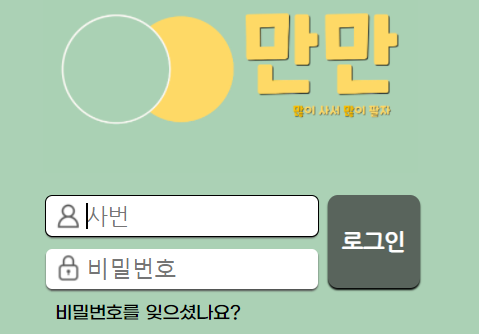 만만
많이 사서 많이 팔자
사번
로그인
비밀번호
비밀번호를 잊으셨나요?